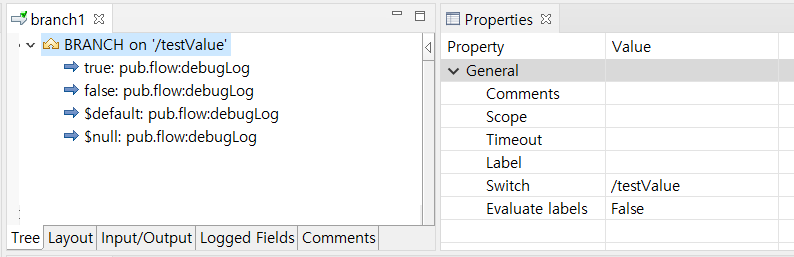 branch1
BRANCH on '/testValue'
true: pub.flow:debugLog
false: pub.flow:debugLog
$default: pub.flow:debugLog
$null: pub.flow:debugLog
Tree Layout Input/Output Logged Fields Comments
Properties
Property Value
General
Comments
Scope
Timeout
Label
Switch /testValue
Evaluate labels False